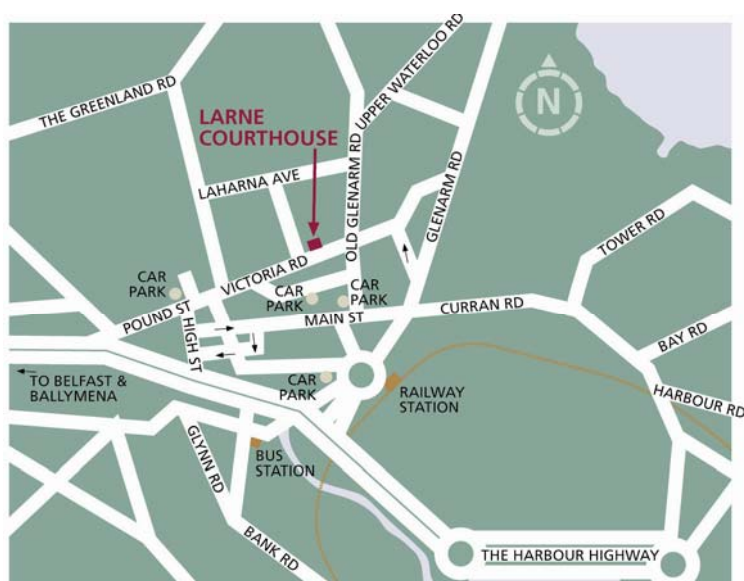 THE GREENLAND RD
LARNE
COURTHOUSE
UPPER WATERLOO RD
N
LAHARNA AVE
OLD GLENARM RD
GLENARM RD
TOWER RD
VICTORIA RD
CAR
PARK
CAR
PARK
CAR
PARK
POUND ST
HIGH ST
MAIN ST
CURRAN RD
BAY RD
TO BELFAST &
BALLYMENA
CAR
PARK
RAILWAY
STATION
HARBOUR RD
GLYNN RD
BUS
STATION
BANK RD
THE HARBOUR HIGHWAY